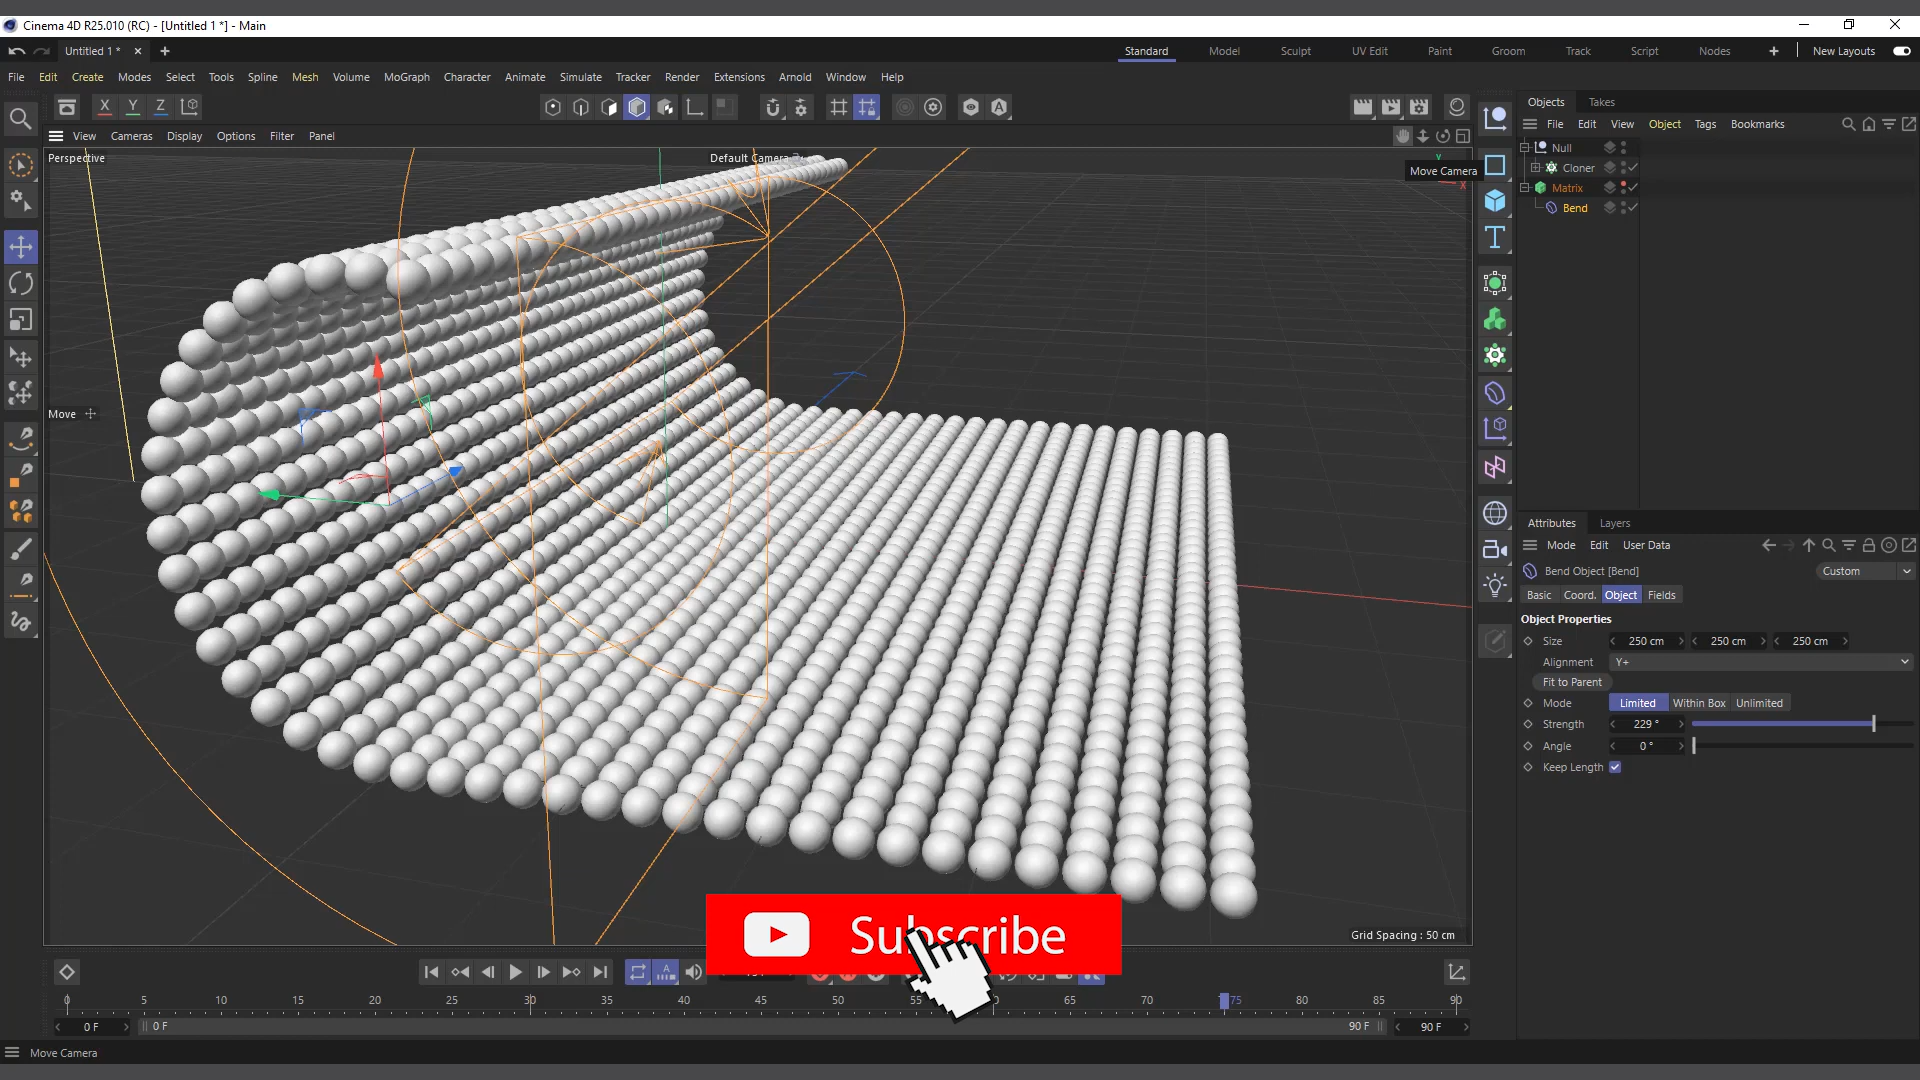 Cinema 4D R25.010 (RC) - [Untitled 1 *] - Main
Untitled 1 *
Standard Model Sculpt UV Edit Paint Groom Track Script Nodes New Layouts
File Edit Create Modes Select Tools Spline Mesh Volume MoGraph Character Animate Simulate Tracker Render Extensions Arnold Window Help
X Y Z
Objects Takes
File Edit View Object Tags Bookmarks
View Cameras Display Options Filter Panel
Perspective
Default Camera
Move Camera
Y
X
Null
Cloner
Matrix
Bend
Move
Attributes Layers
Mode Edit User Data
Bend Object [Bend]
Custom
Basic Coord. Object Fields
Object Properties
Size 250 cm 250 cm 250 cm
Alignment Y+
Fit to Parent
Mode Limited Within Box Unlimited
Strength 229 °
Angle 0 °
Keep Length
Grid Spacing : 50 cm
Subscribe
0 5 10 15 20 25 30 35 40 45 50 55 65 70 75 80 85 90
0 F 0 F 90 F 90 F
Move Camera